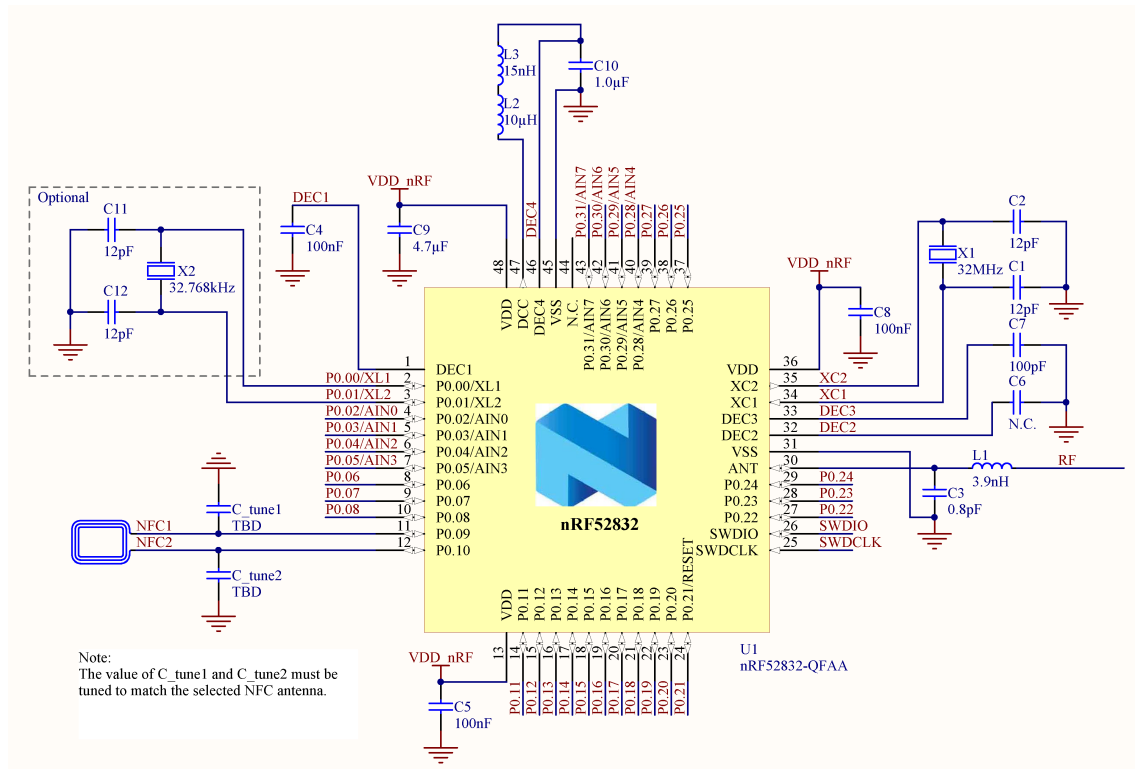 L3
15nH
L2
10µH
C10
1.0µF
Optional
C11
12pF
X2
32.768kHz
C12
12pF
DEC1
C4
100nF
VDD_nRF
C9
4.7µF
DEC4
P0.31/AIN7
P0.30/AIN6
P0.29/AIN5
P0.28/AIN4
P0.27
P0.26
P0.25
48
47
46
45
44
43
42
41
40
39
38
37
VDD
DCC
DEC4
VSS
N.C.
P0.31/AIN7
P0.30/AIN6
P0.29/AIN5
P0.28/AIN4
P0.27
P0.26
P0.25
VDD_nRF
C8
100nF
C2
12pF
X1
32MHz
C1
12pF
C7
100pF
C6
N.C.
1 DEC1
P0.00/XL1 2 P0.00/XL1
P0.01/XL2 3 P0.01/XL2
P0.02/AIN0 4 P0.02/AIN0
P0.03/AIN1 5 P0.03/AIN1
P0.04/AIN2 6 P0.04/AIN2
P0.05/AIN3 7 P0.05/AIN3
P0.06 8 P0.06
P0.07 9 P0.07
P0.08 10 P0.08
NFC1 11 P0.09
NFC2 12 P0.10
C_tune1
TBD
C_tune2
TBD
nRF52832
VDD 36
XC2 35 XC2
XC1 34 XC1
DEC3 33 DEC3
DEC2 32 DEC2
VSS 31
ANT 30
P0.24 29 P0.24
P0.23 28 P0.23
P0.22 27 P0.22
SWDIO 26 SWDIO
SWDCLK 25 SWDCLK
L1
3.9nH
RF
C3
0.8pF
VDD
P0.11
P0.12
P0.13
P0.14
P0.15
P0.16
P0.17
P0.18
P0.19
P0.20
P0.21/RESET
13
14
15
16
17
18
19
20
21
22
23
24
P0.11
P0.12
P0.13
P0.14
P0.15
P0.16
P0.17
P0.18
P0.19
P0.20
P0.21
VDD_nRF
C5
100nF
U1
nRF52832-QFAA
Note:
The value of C_tune1 and C_tune2 must be
tuned to match the selected NFC antenna.